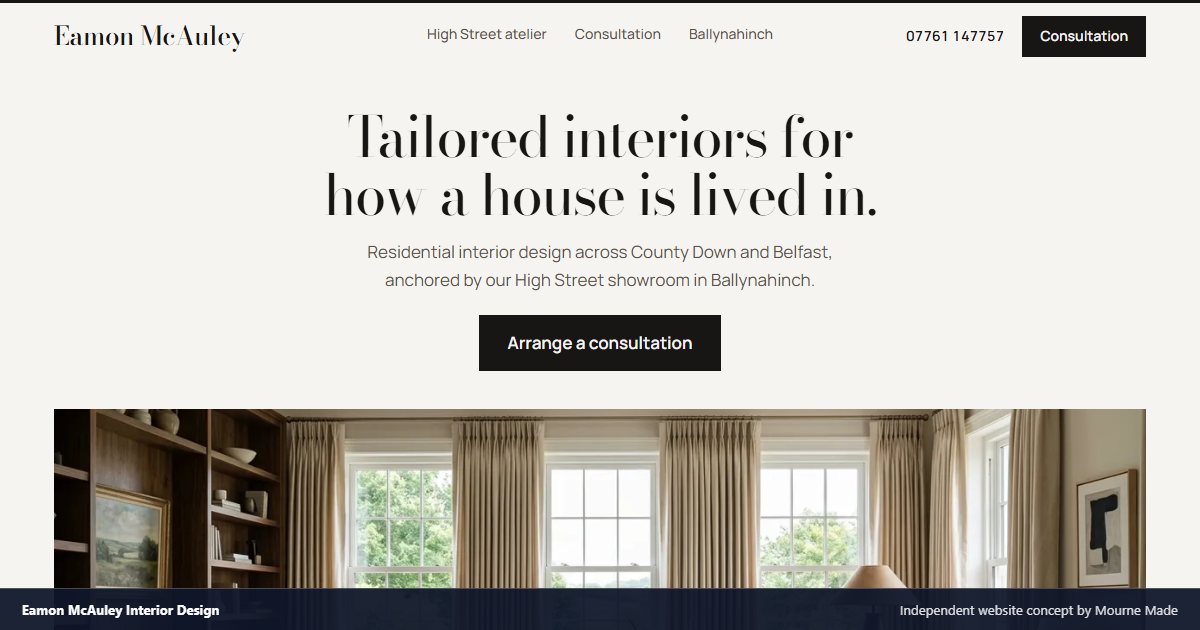 Eamon McAuley
High Street atelier
Consultation
Ballynahinch
07761 147757
Consultation
Tailored interiors for
how a house is lived in.
Residential interior design across County Down and Belfast,
anchored by our High Street showroom in Ballynahinch.
Arrange a consultation
Eamon McAuley Interior Design
Independent website concept by Mourne Made